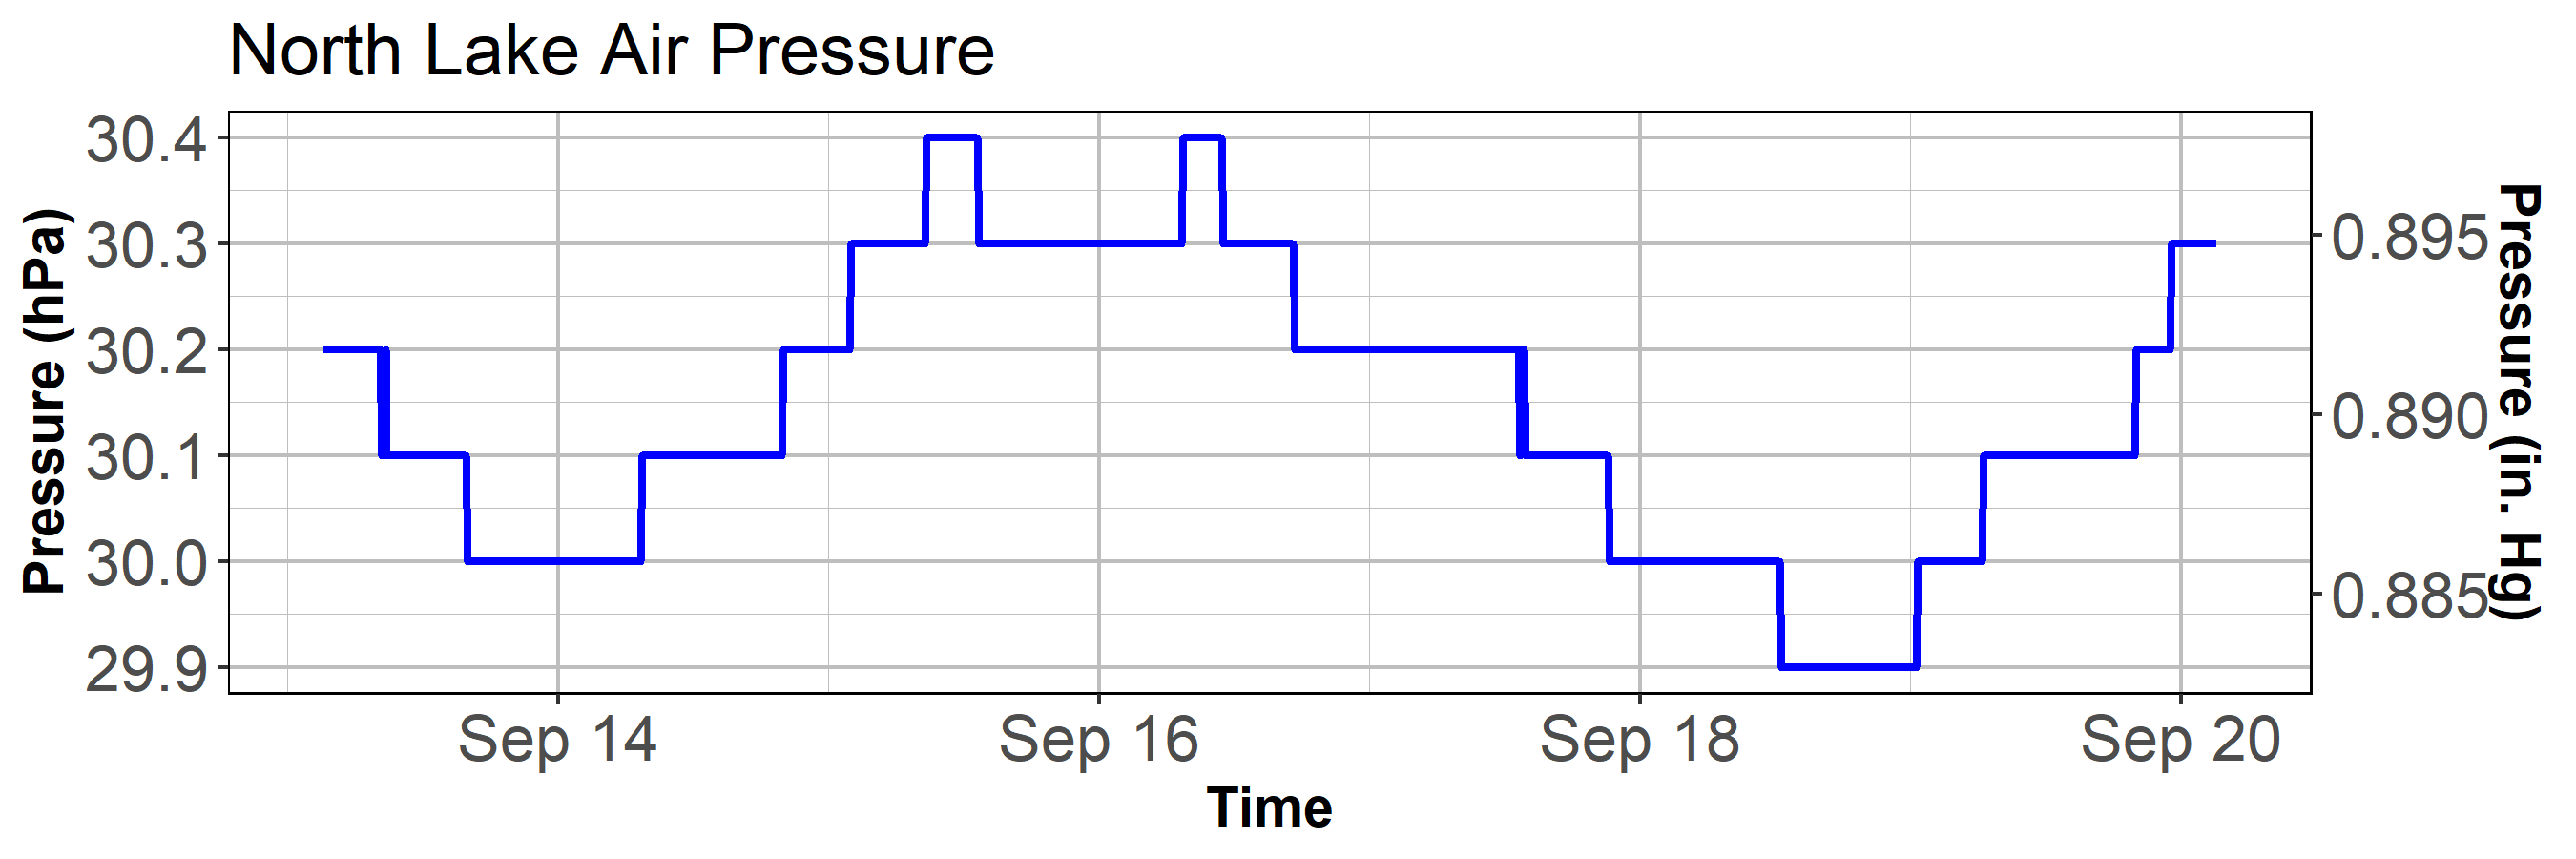 North Lake Air Pressure
30.4
30.3
30.2
30.1
30.0
29.9
Pressure (hPa)
0.895
0.890
0.885
Pressure (in. Hg)
Sep 14 Sep 16 Sep 18 Sep 20
Time